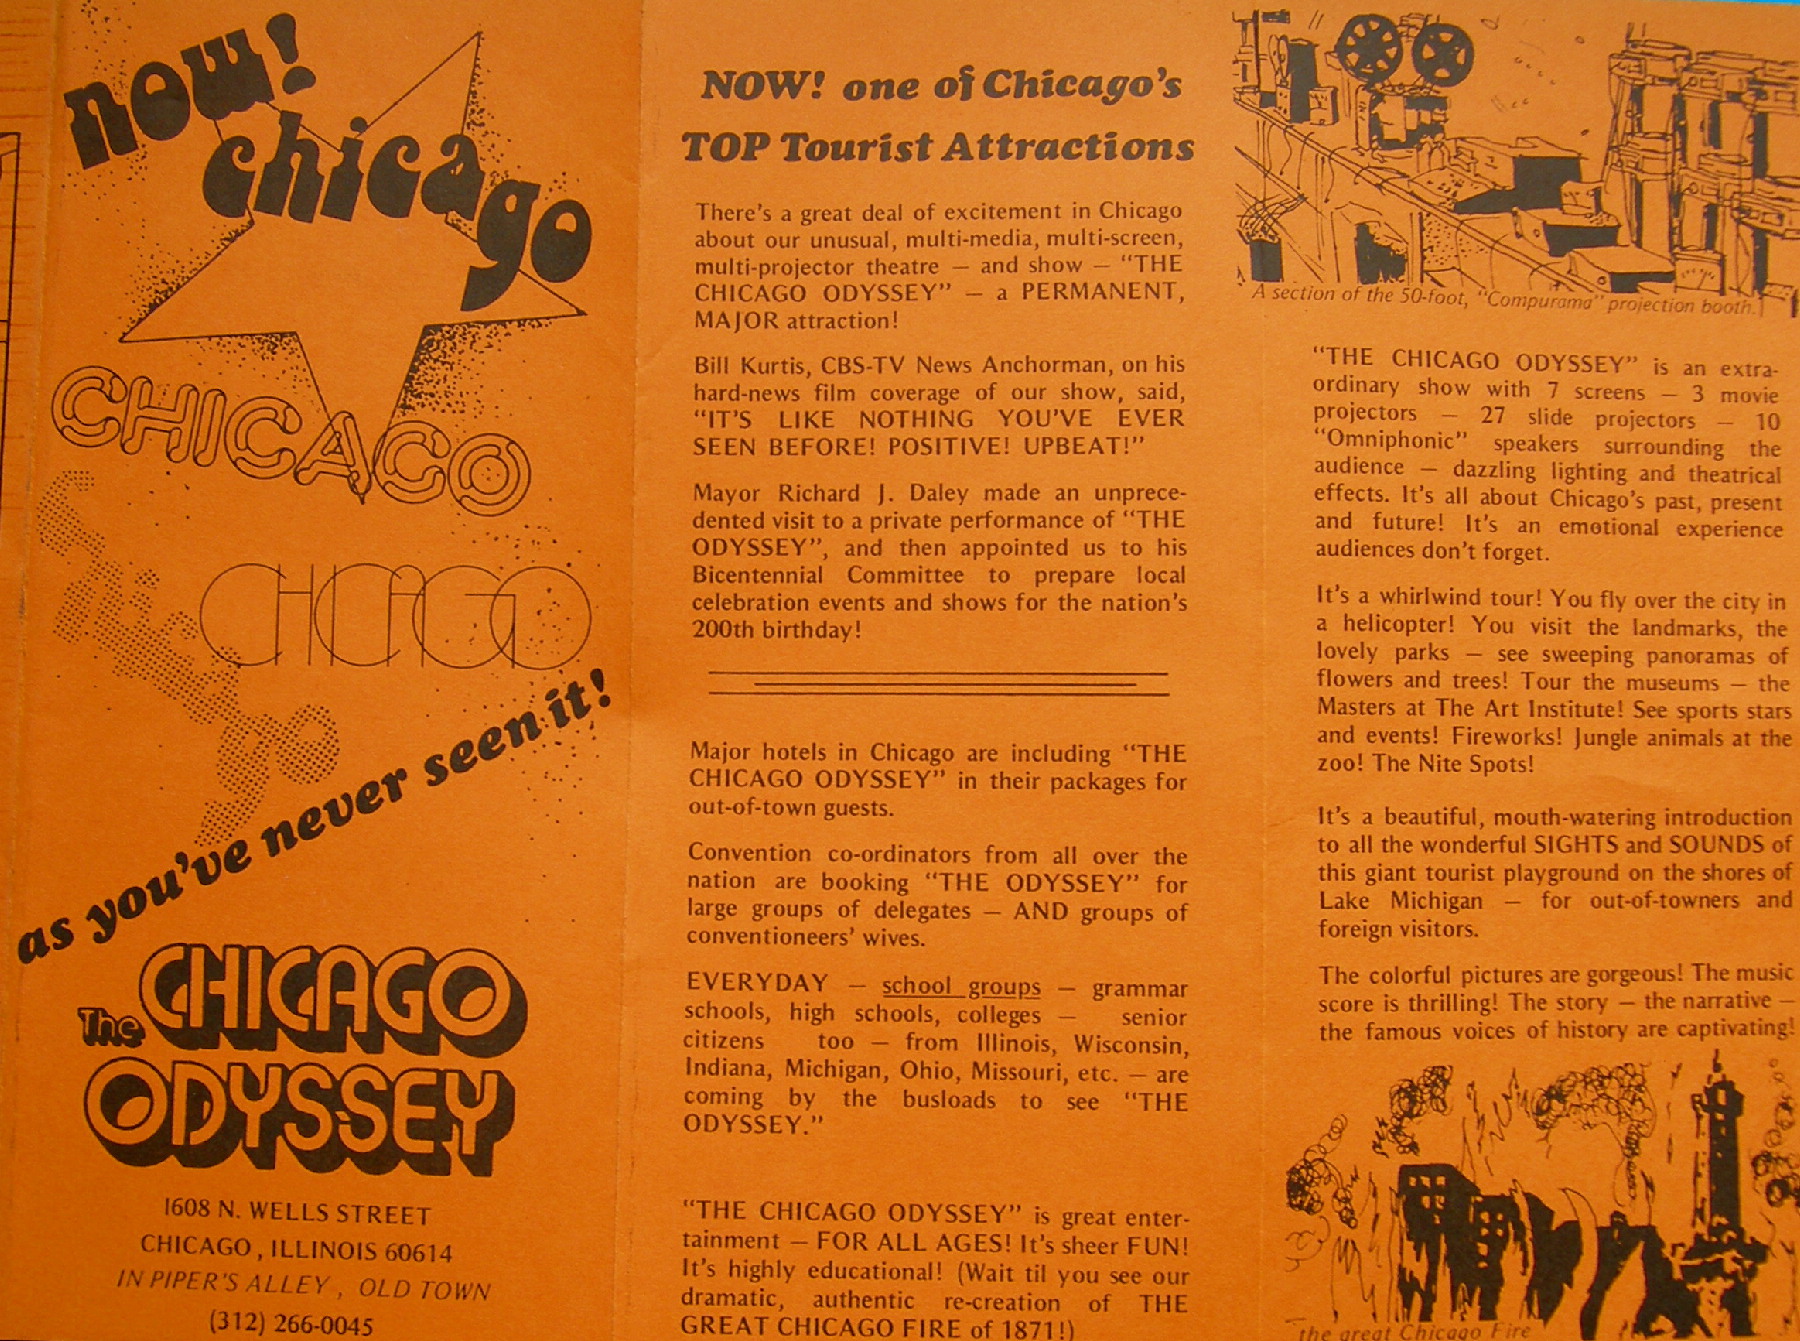 now!
chicago
CHICAGO
chicago
CHICAGO
as you've never seen it!
The CHICAGO
ODYSSEY
1608 N. WELLS STREET
CHICAGO, ILLINOIS 60614
IN PIPER'S ALLEY, OLD TOWN
(312) 266-0045
NOW! one of Chicago's
TOP Tourist Attractions
There's a great deal of excitement in Chicago
about our unusual, multi-media, multi-screen,
multi-projector theatre — and show — "THE
CHICAGO ODYSSEY" — a PERMANENT,
MAJOR attraction!
Bill Kurtis, CBS-TV News Anchorman, on his
hard-news film coverage of our show, said,
"IT'S LIKE NOTHING YOU'VE EVER
SEEN BEFORE! POSITIVE! UPBEAT!"
Mayor Richard J. Daley made an unprece-
dented visit to a private performance of "THE
ODYSSEY", and then appointed us to his
Bicentennial Committee to prepare local
celebration events and shows for the nation's
200th birthday!
Major hotels in Chicago are including "THE
CHICAGO ODYSSEY" in their packages for
out-of-town guests.
Convention co-ordinators from all over the
nation are booking "THE ODYSSEY" for
large groups of delegates — AND groups of
conventioneers' wives.
EVERYDAY — school groups — grammar
schools, high schools, colleges — senior
citizens too — from Illinois, Wisconsin,
Indiana, Michigan, Ohio, Missouri, etc. — are
coming by the busloads to see "THE
ODYSSEY."
"THE CHICAGO ODYSSEY" is great enter-
tainment — FOR ALL AGES! It's sheer FUN!
It's highly educational! (Wait til you see our
dramatic, authentic re-creation of THE
GREAT CHICAGO FIRE of 1871!)
A section of the 50-foot, "Compurama" projection booth.
"THE CHICAGO ODYSSEY" is an extra-
ordinary show with 7 screens — 3 movie
projectors — 27 slide projectors — 10
"Omniphonic" speakers surrounding the
audience — dazzling lighting and theatrical
effects. It's all about Chicago's past, present
and future! It's an emotional experience
audiences don't forget.
It's a whirlwind tour! You fly over the city in
a helicopter! You visit the landmarks, the
lovely parks — see sweeping panoramas of
flowers and trees! Tour the museums — the
Masters at The Art Institute! See sports stars
and events! Fireworks! Jungle animals at the
zoo! The Nite Spots!
It's a beautiful, mouth-watering introduction
to all the wonderful SIGHTS and SOUNDS of
this giant tourist playground on the shores of
Lake Michigan — for out-of-towners and
foreign visitors.
The colorful pictures are gorgeous! The music
score is thrilling! The story — the narrative —
the famous voices of history are captivating!
the great Chicago Fire